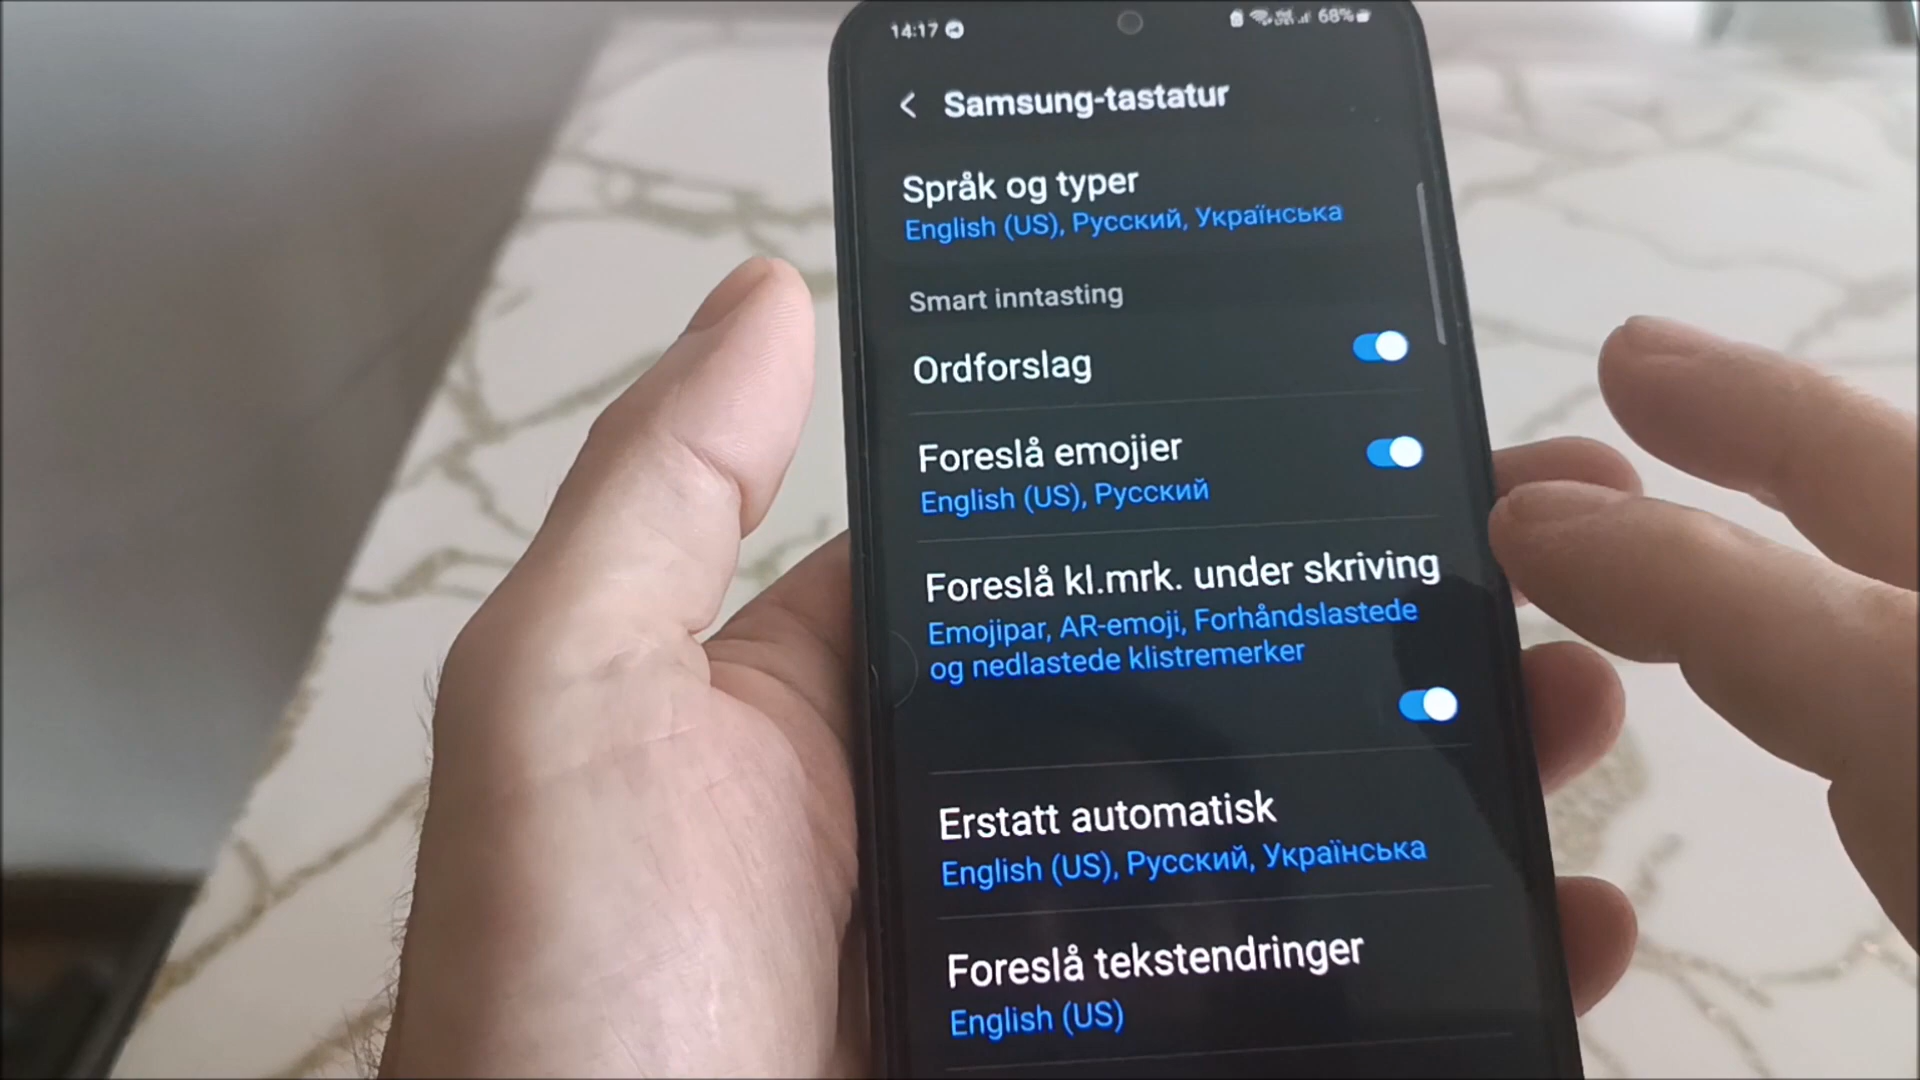 14:17
68%
Samsung-tastatur
Språk og typer
English (US), Русский, Українська
Smart inntasting
Ordforslag
Foreslå emojier
English (US), Русский
Foreslå kl.mrk. under skriving
Emojipar, AR-emoji, Forhåndslastede
og nedlastede klistremerker
Erstatt automatisk
English (US), Русский, Українська
Foreslå tekstendringer
English (US)